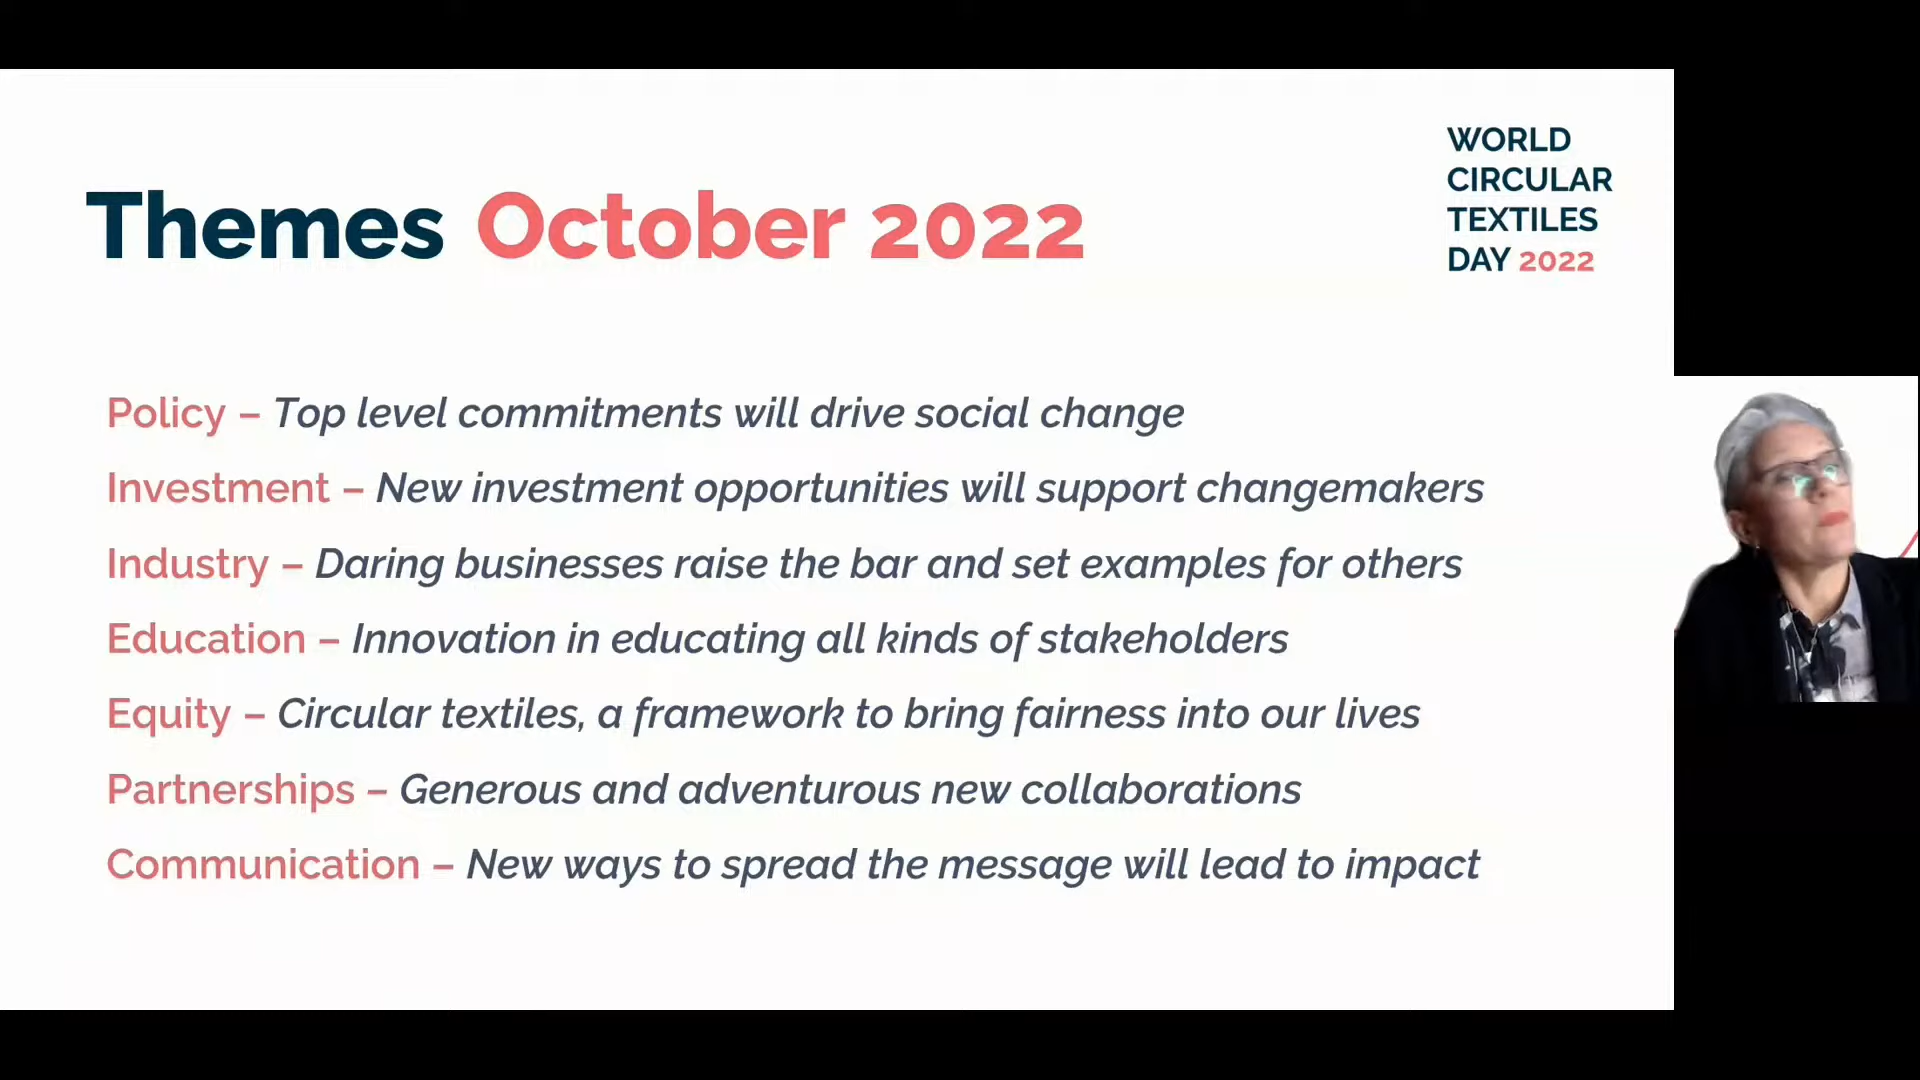 Themes October 2022
WORLD
CIRCULAR
TEXTILES
DAY 2022
Policy – Top level commitments will drive social change
Investment – New investment opportunities will support changemakers
Industry – Daring businesses raise the bar and set examples for others
Education – Innovation in educating all kinds of stakeholders
Equity – Circular textiles, a framework to bring fairness into our lives
Partnerships – Generous and adventurous new collaborations
Communication – New ways to spread the message will lead to impact